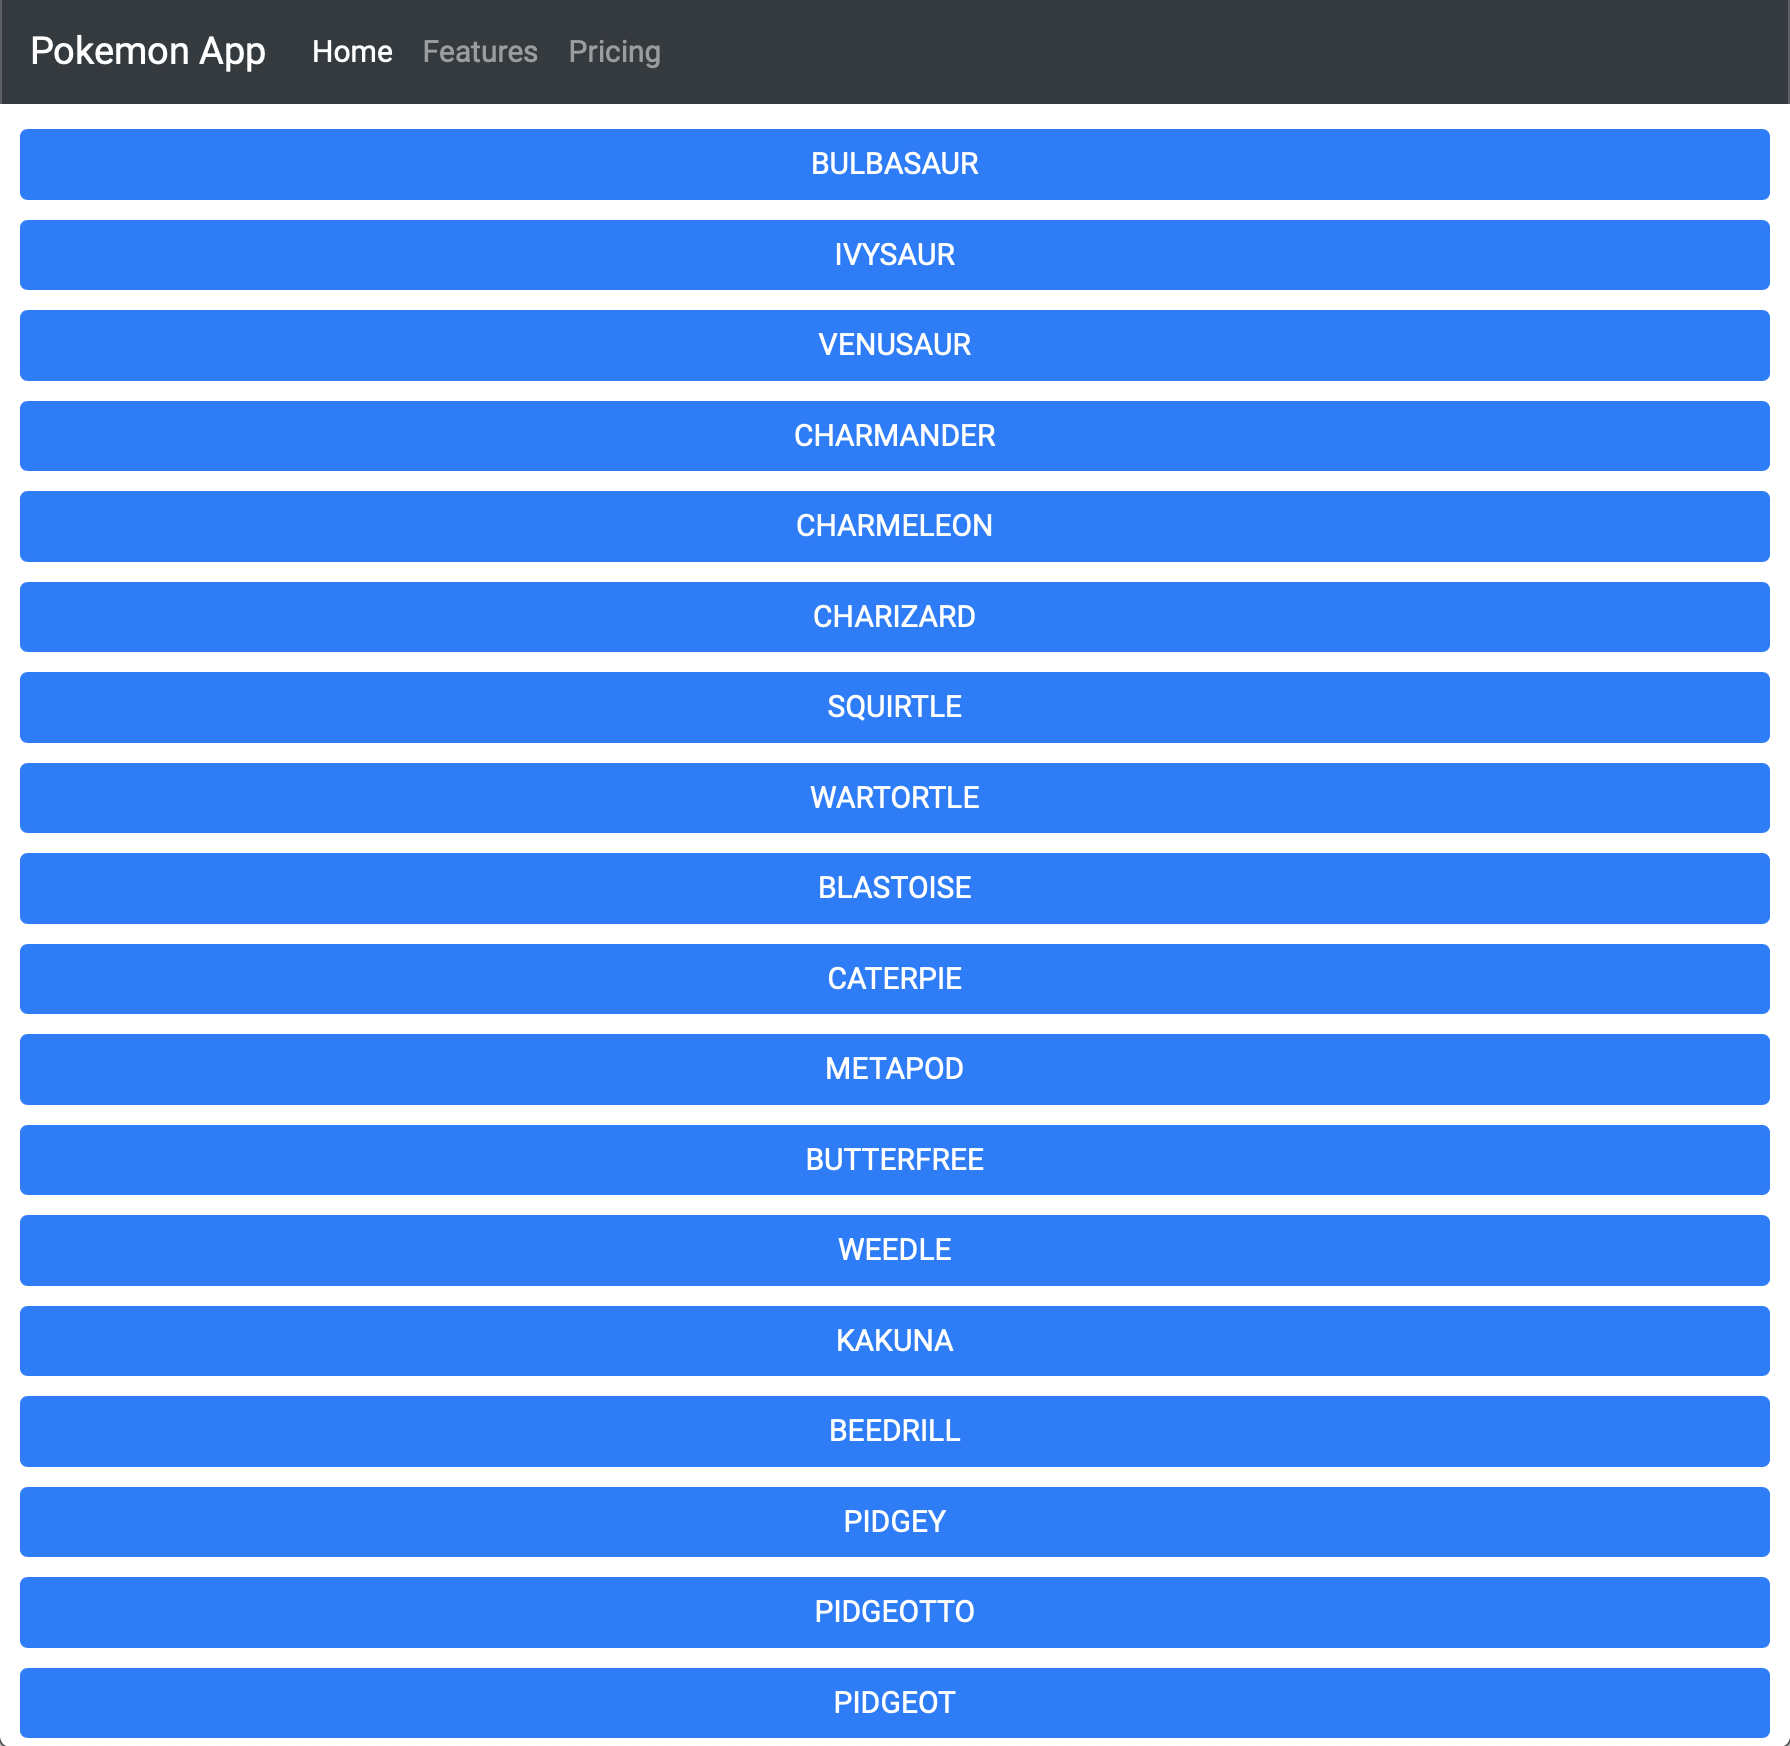 Pokemon App Home Features Pricing
BULBASAUR
IVYSAUR
VENUSAUR
CHARMANDER
CHARMELEON
CHARIZARD
SQUIRTLE
WARTORTLE
BLASTOISE
CATERPIE
METAPOD
BUTTERFREE
WEEDLE
KAKUNA
BEEDRILL
PIDGEY
PIDGEOTTO
PIDGEOT